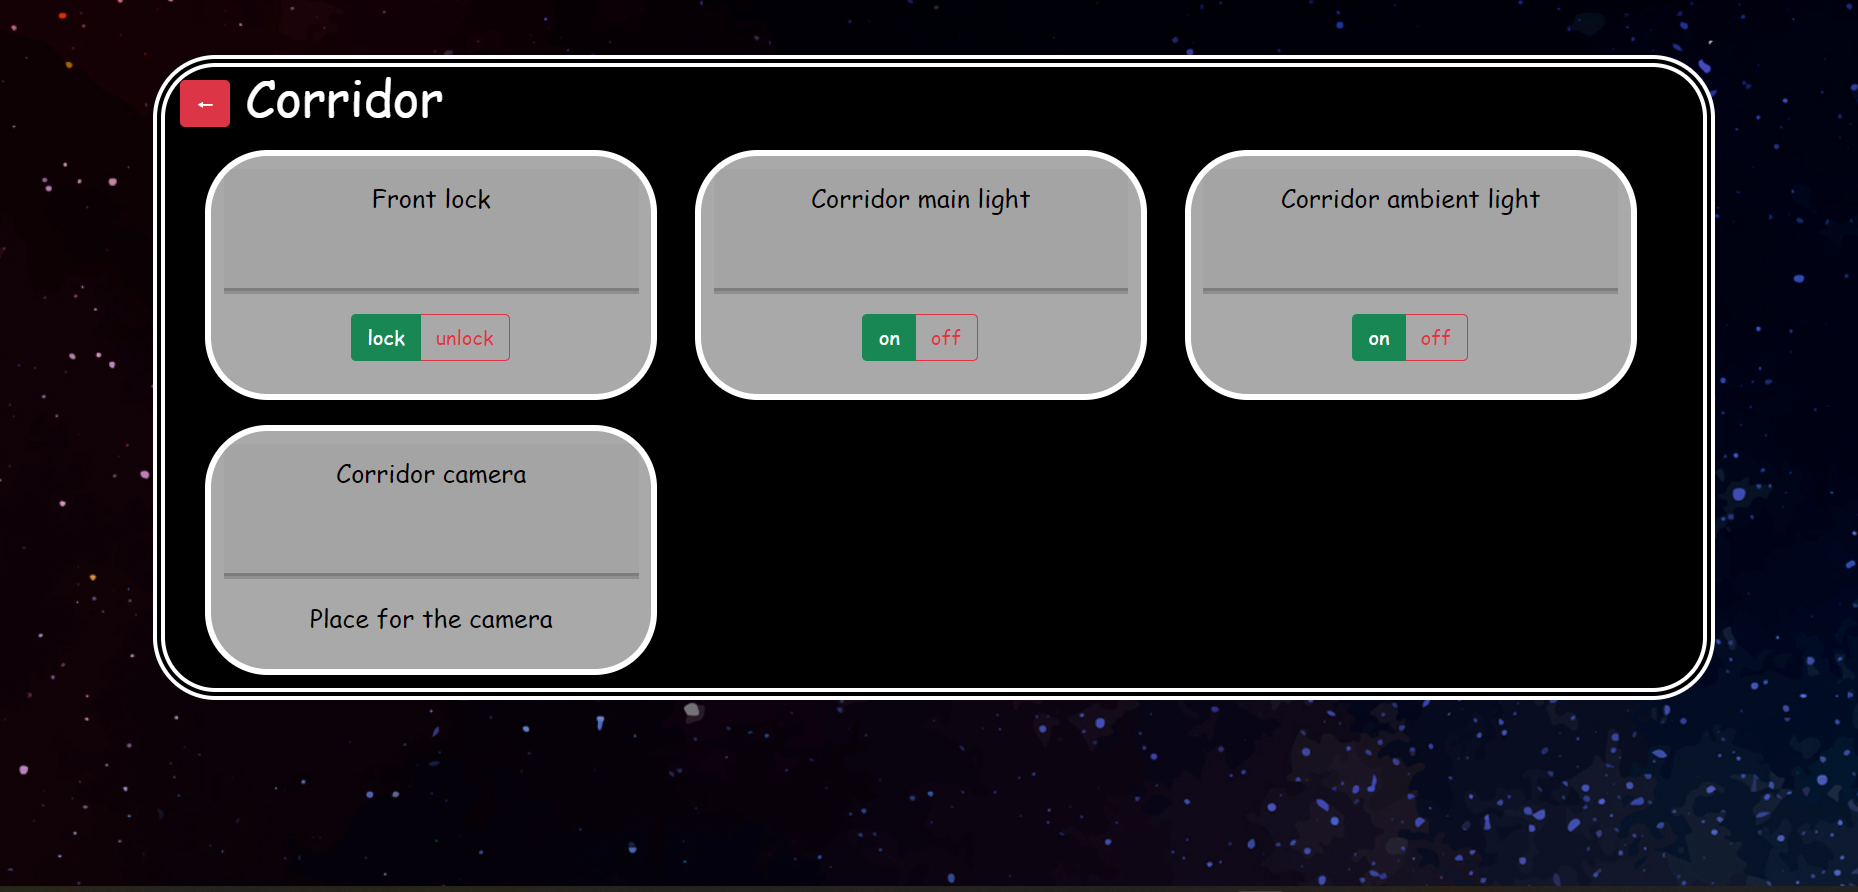 ← Corridor
Front lock
lock unlock
Corridor main light
on off
Corridor ambient light
on off
Corridor camera
Place for the camera